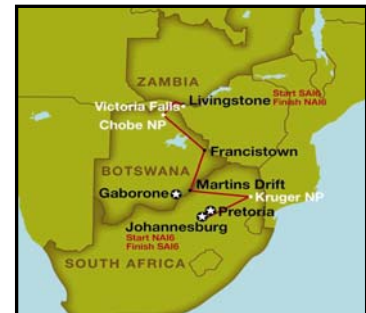 ZAMBIA
Start SAI6
Victoria Falls Livingstone Finish NAI6
Chobe NP
Francistown
BOTSWANA
Martins Drift
Gaborone
Kruger NP
Pretoria
Johannesburg
Start NAI6
Finish SAI6
SOUTH AFRICA